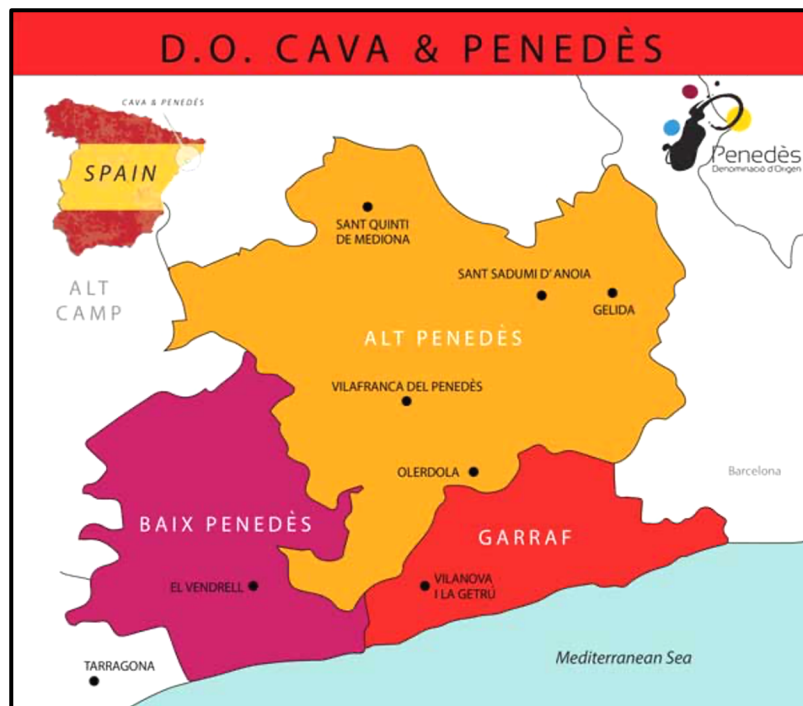 D.O. CAVA & PENEDÈS
CAVA & PENEDÈS
SPAIN
Penedès
Denominació d'Origen
SANT QUINTI
DE MEDIONA
ALT
CAMP
SANT SADUMI D' ANOIA
GELIDA
ALT PENEDÈS
VILAFRANCA DEL PENEDÈS
OLERDOLA
Barcelona
BAIX PENEDÈS
GARRAF
EL VENDRELL
VILANOVA
I LA GETRÚ
TARRAGONA
Mediterranean Sea